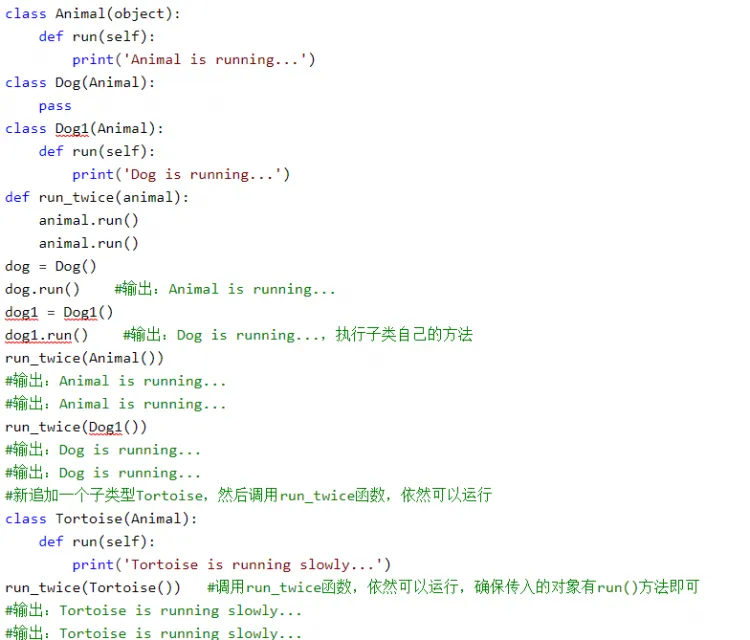 class Animal(object):
    def run(self):
        print('Animal is running...')
class Dog(Animal):
    pass
class Dog1(Animal):
    def run(self):
        print('Dog is running...')
def run_twice(animal):
    animal.run()
    animal.run()
dog = Dog()
dog.run()    #输出：Animal is running...
dog1 = Dog1()
dog1.run()    #输出：Dog is running...，执行子类自己的方法
run_twice(Animal())
#输出：Animal is running...
#输出：Animal is running...
run_twice(Dog1())
#输出：Dog is running...
#输出：Dog is running...
#新追加一个子类型Tortoise，然后调用run_twice函数，依然可以运行
class Tortoise(Animal):
    def run(self):
        print('Tortoise is running slowly...')
run_twice(Tortoise())   #调用run_twice函数，依然可以运行，确保传入的对象有run()方法即可
#输出：Tortoise is running slowly...
#输出：Tortoise is running slowly...